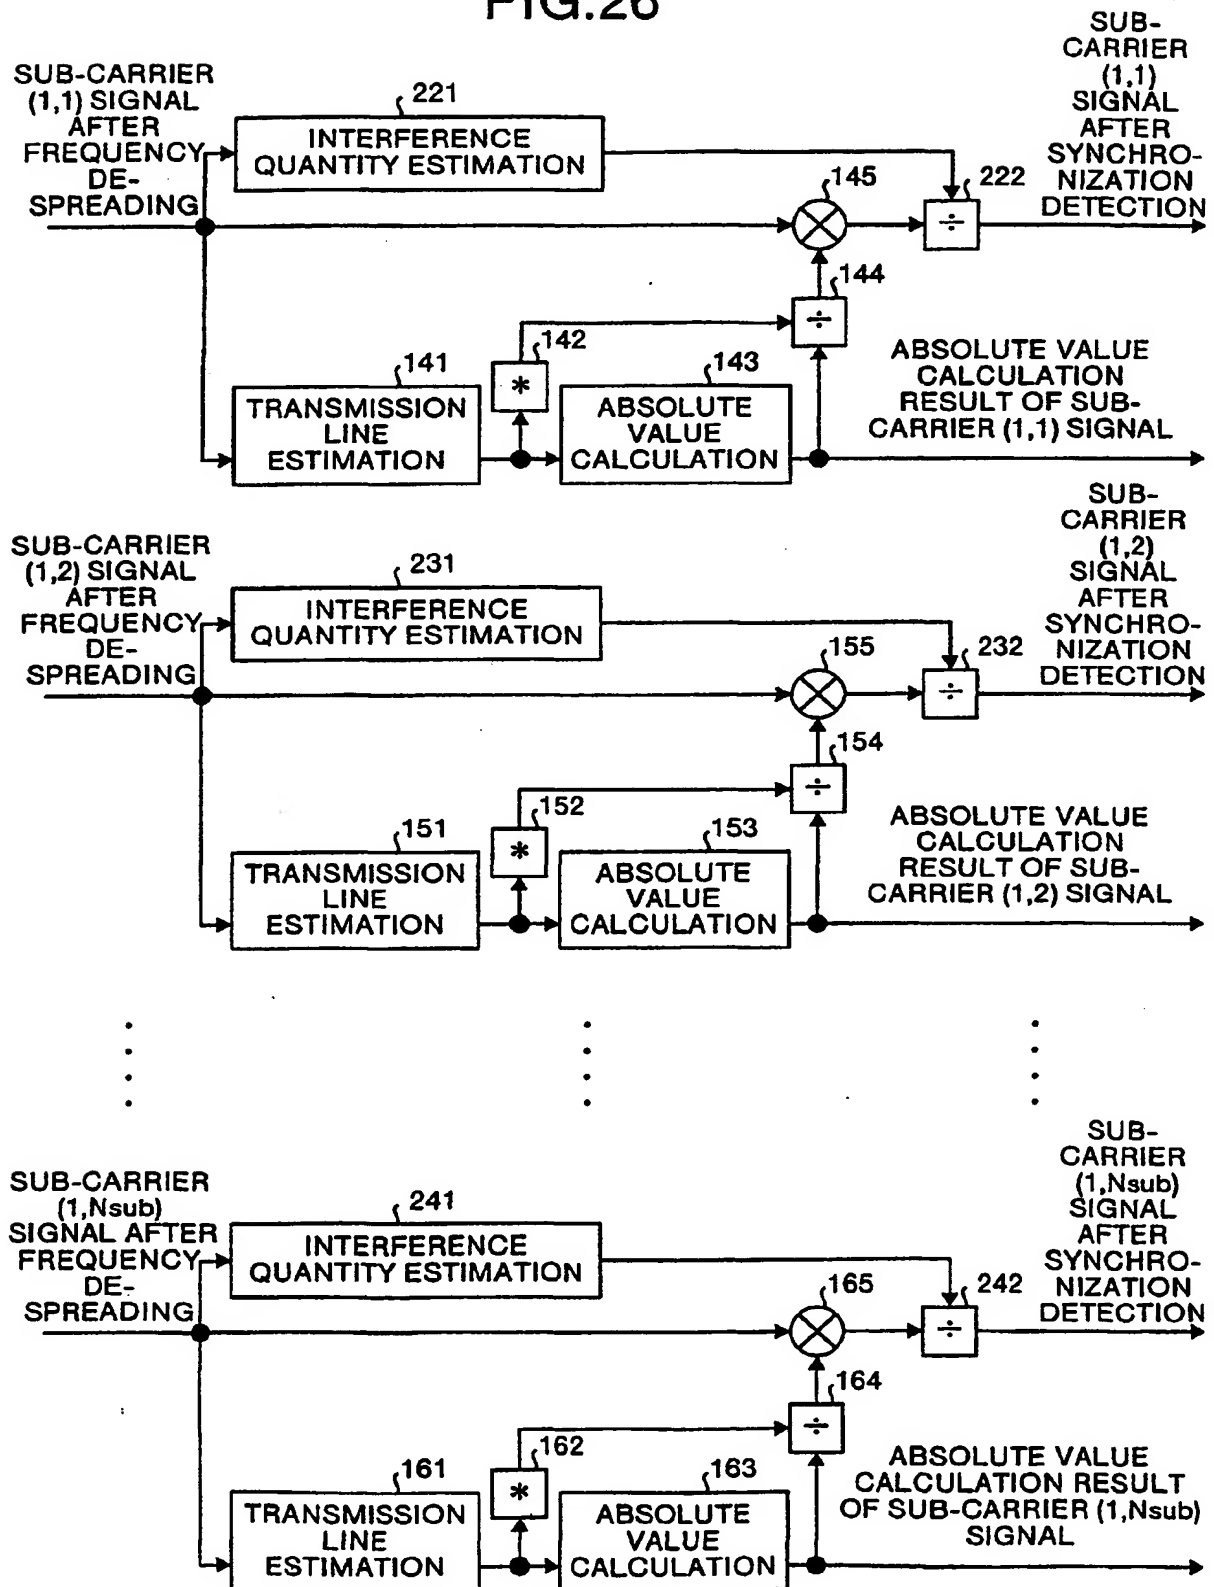 FIG.26
SUB-CARRIER
(1,1) SIGNAL
AFTER
FREQUENCY
DE-
SPREADING
221
INTERFERENCE
QUANTITY ESTIMATION
145
222
÷
SUB-
CARRIER
(1,1)
SIGNAL
AFTER
SYNCHRO-
NIZATION
DETECTION
144
÷
142
*
141
TRANSMISSION
LINE
ESTIMATION
143
ABSOLUTE
VALUE
CALCULATION
ABSOLUTE VALUE
CALCULATION
RESULT OF SUB-
CARRIER (1,1) SIGNAL
SUB-CARRIER
(1,2) SIGNAL
AFTER
FREQUENCY
DE-
SPREADING
231
INTERFERENCE
QUANTITY ESTIMATION
155
232
÷
SUB-
CARRIER
(1,2)
SIGNAL
AFTER
SYNCHRO-
NIZATION
DETECTION
154
÷
152
*
151
TRANSMISSION
LINE
ESTIMATION
153
ABSOLUTE
VALUE
CALCULATION
ABSOLUTE VALUE
CALCULATION
RESULT OF SUB-
CARRIER (1,2) SIGNAL
SUB-CARRIER
(1,Nsub)
SIGNAL AFTER
FREQUENCY
DE-
SPREADING
241
INTERFERENCE
QUANTITY ESTIMATION
165
242
÷
SUB-
CARRIER
(1,Nsub)
SIGNAL
AFTER
SYNCHRO-
NIZATION
DETECTION
164
÷
162
*
161
TRANSMISSION
LINE
ESTIMATION
163
ABSOLUTE
VALUE
CALCULATION
ABSOLUTE VALUE
CALCULATION RESULT
OF SUB-CARRIER (1,Nsub)
SIGNAL